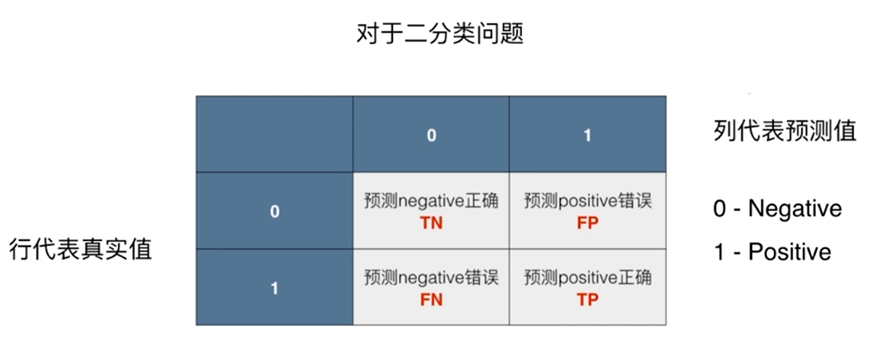 对于二分类问题
0 1
列代表预测值
0 预测negative正确 预测positive错误
TN FP
0 - Negative
行代表真实值
1 - Positive
1 预测negative错误 预测positive正确
FN TP